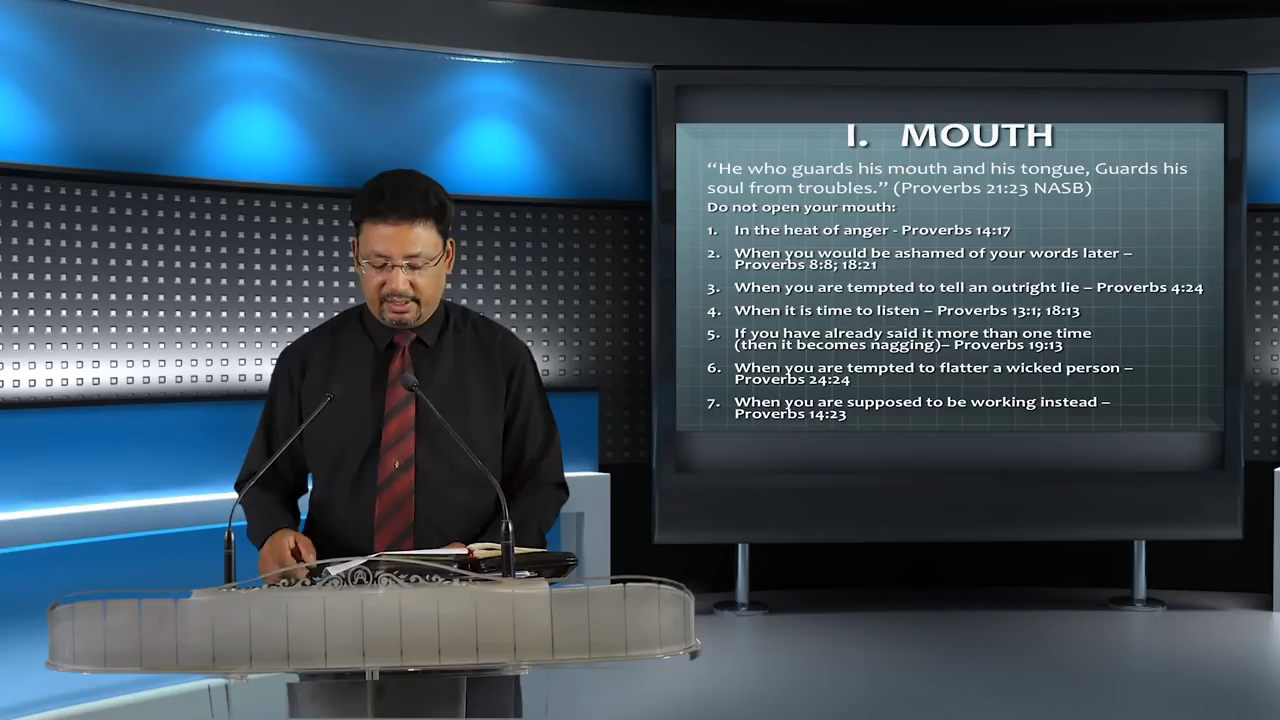 I. MOUTH
“He who guards his mouth and his tongue, Guards his
soul from troubles.” (Proverbs 21:23 NASB)
Do not open your mouth:
1. In the heat of anger - Proverbs 14:17
2. When you would be ashamed of your words later –
Proverbs 8:8; 18:21
3. When you are tempted to tell an outright lie – Proverbs 4:24
4. When it is time to listen – Proverbs 13:1; 18:13
5. If you have already said it more than one time
(then it becomes nagging)– Proverbs 19:13
6. When you are tempted to flatter a wicked person –
Proverbs 24:24
7. When you are supposed to be working instead –
Proverbs 14:23